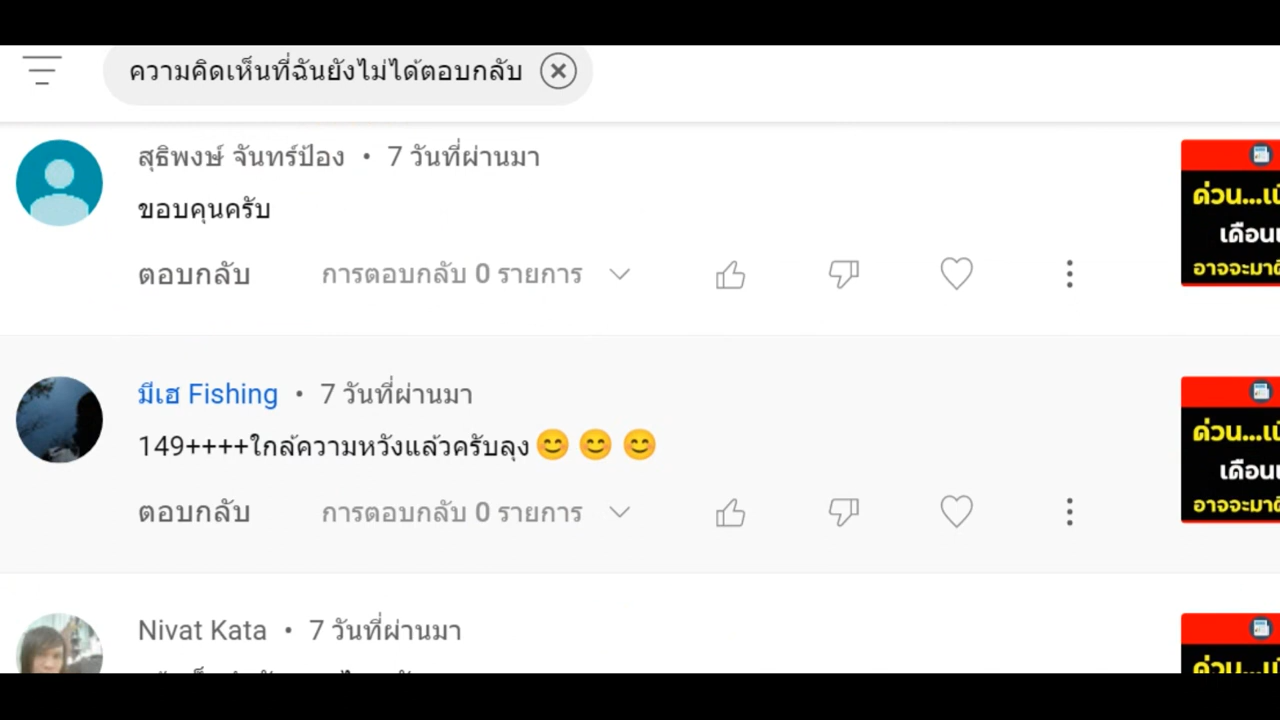 ความคิดเห็นที่ฉันยังไม่ได้ตอบกลับ
สุธิพงษ์ จันทร์ป้อง • 7 วันที่ผ่านมา
ขอบคุนครับ
ตอบกลับ การตอบกลับ 0 รายการ
ด่วน...เ
เดือน
อาจจะมา
มีเฮ Fishing • 7 วันที่ผ่านมา
149++++ใกล้ความหวังแล้วครับลุง😊😊😊
ตอบกลับ การตอบกลับ 0 รายการ
ด่วน...เ
เดือน
อาจจะมา
Nivat Kata • 7 วันที่ผ่านมา